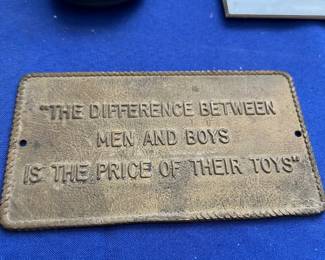 "THE DIFFERENCE BETWEEN
MEN AND BOYS
IS THE PRICE OF THEIR TOYS"